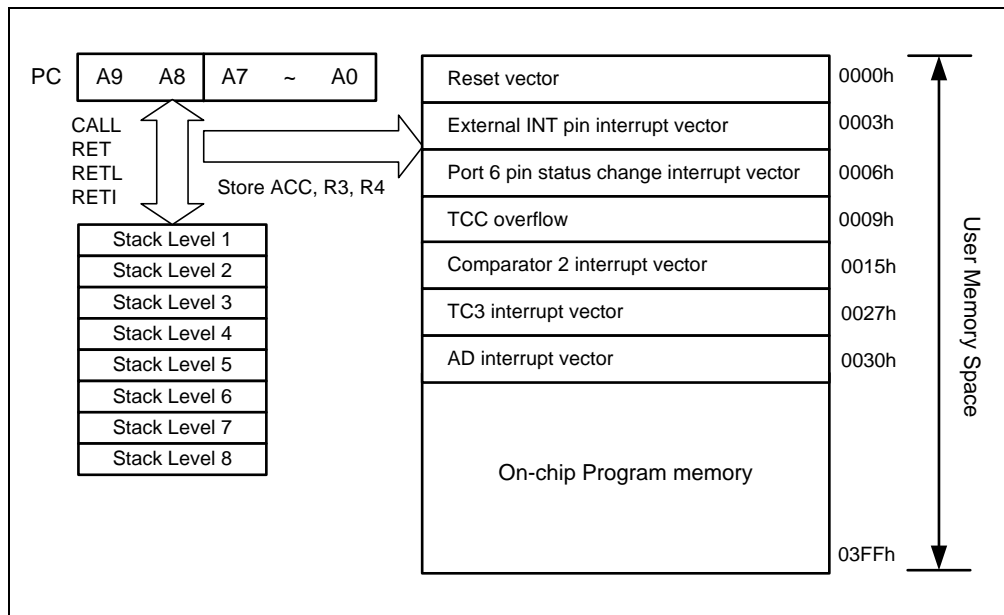 PC A9 A8 A7 ~ A0
CALL
RET
RETL
RETI
Store ACC, R3, R4
Stack Level 1
Stack Level 2
Stack Level 3
Stack Level 4
Stack Level 5
Stack Level 6
Stack Level 7
Stack Level 8
Reset vector 0000h
External INT pin interrupt vector 0003h
Port 6 pin status change interrupt vector 0006h
TCC overflow 0009h
Comparator 2 interrupt vector 0015h
TC3 interrupt vector 0027h
AD interrupt vector 0030h
On-chip Program memory
03FFh
User Memory Space